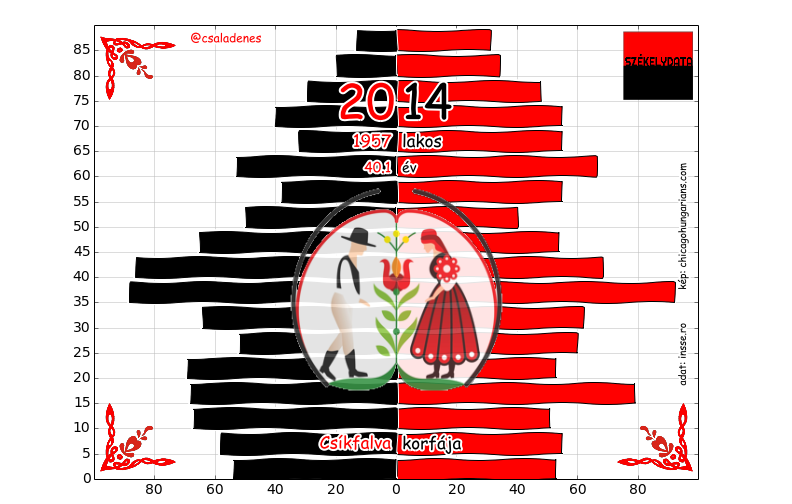 @csaladenes
SZÉKELYDATA
2014
1957 lakos
40.1 év
kép: chicagohungarians.com
adat: insse.ro
Csíkfalva korfája
85
80
75
70
65
60
55
50
45
40
35
30
25
20
15
10
5
0
80 60 40 20 0 20 40 60 80